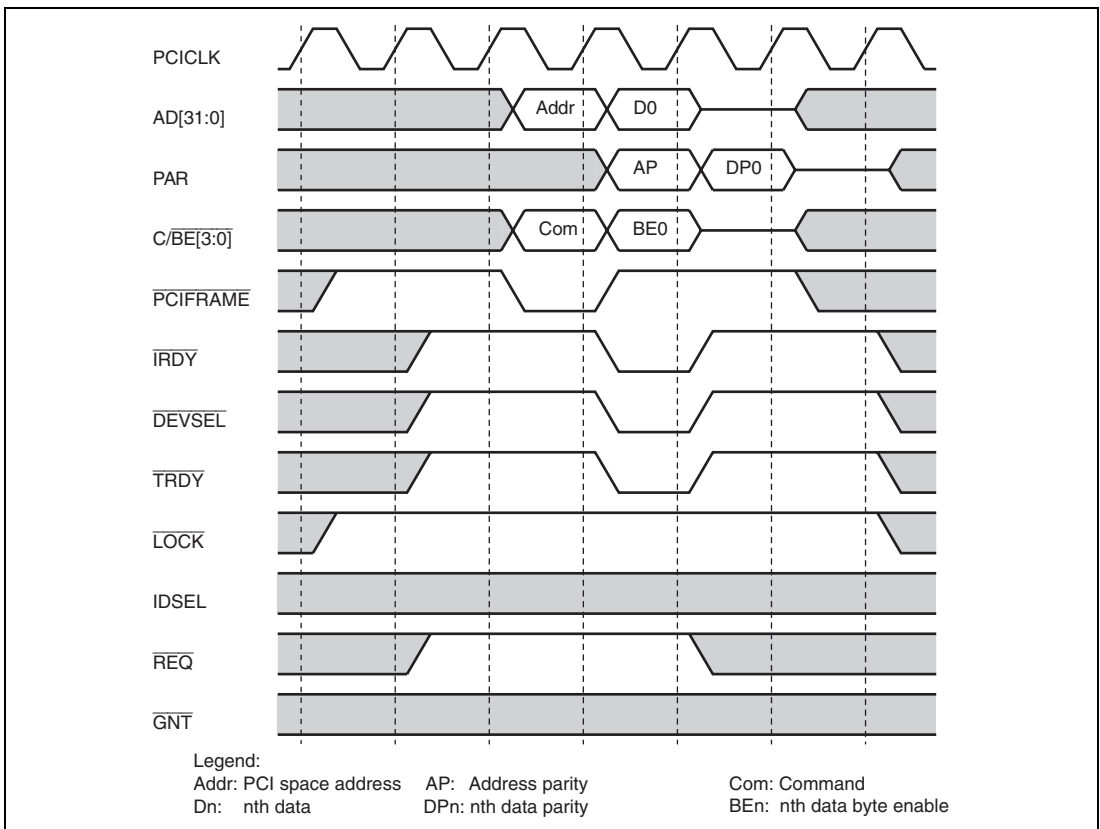 PCICLK
AD[31:0] Addr D0
PAR AP DP0
C/BE[3:0] Com BE0
PCIFRAME
IRDY
DEVSEL
TRDY
LOCK
IDSEL
REQ
GNT
Legend:
Addr: PCI space address AP: Address parity Com: Command
Dn: nth data DPn: nth data parity BEn: nth data byte enable